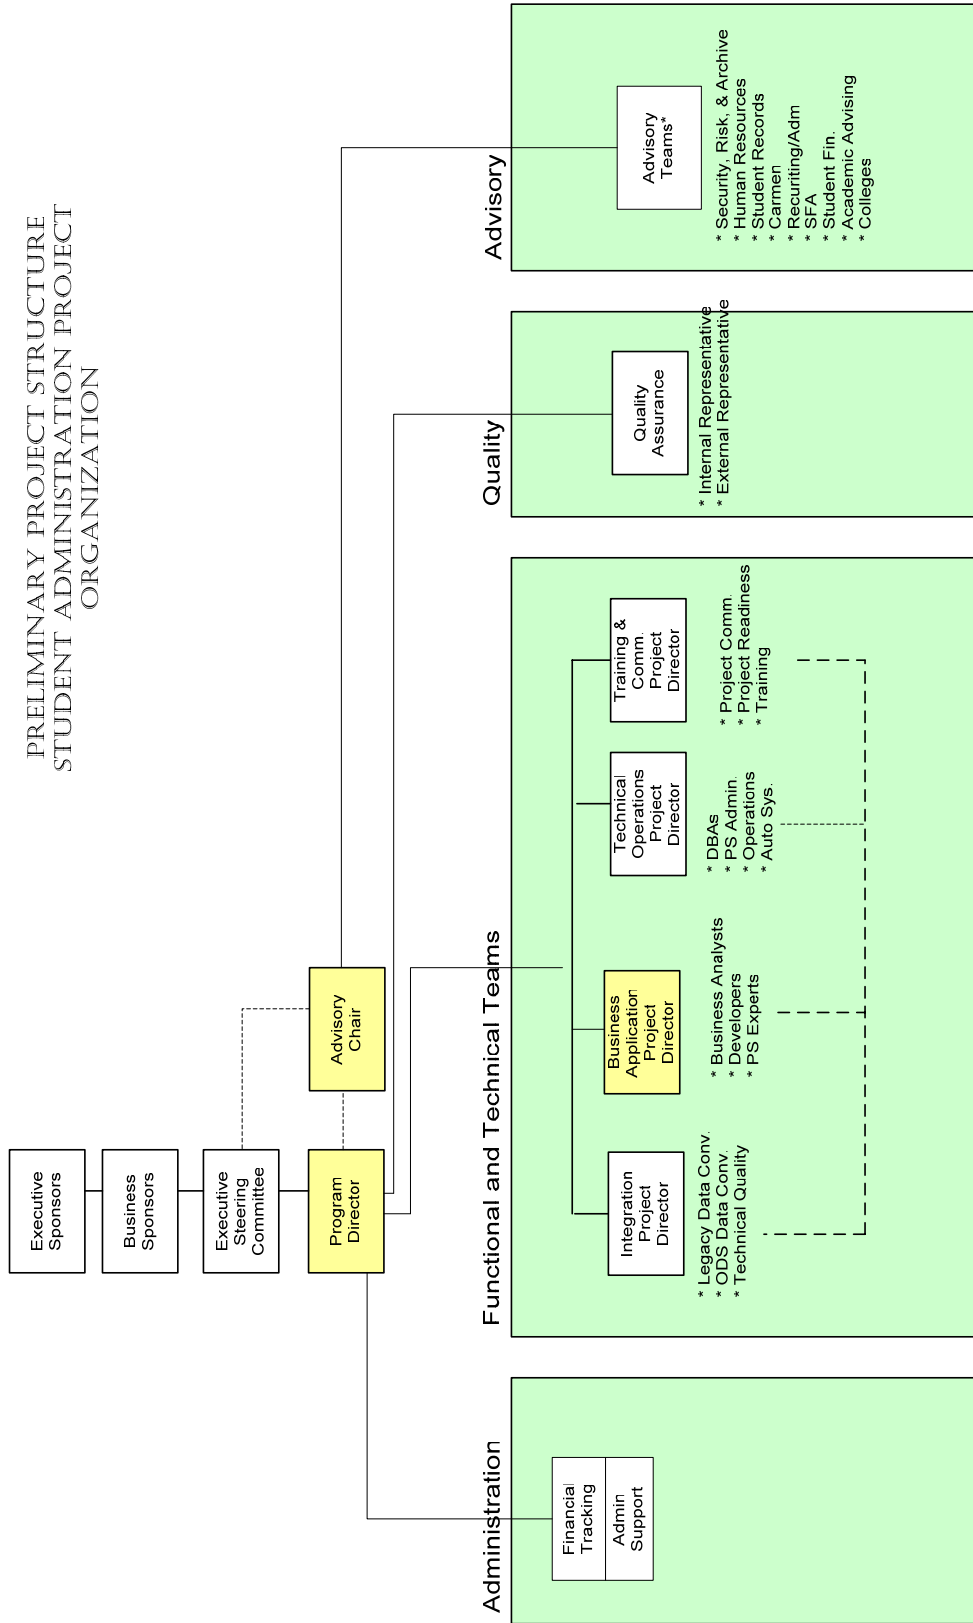 PRELIMINARY PROJECT STRUCTURE
STUDENT ADMINISTRATION PROJECT
ORGANIZATION
Executive
Sponsors
Business
Sponsors
Executive
Steering
Committee
Program
Director
Advisory
Chair
Administration
Financial
Tracking
Admin
Support
Functional and Technical Teams
Integration
Project
Director
* Legacy Data Conv.
* ODS Data Conv.
* Technical Quality
Business
Application
Project
Director
* Business Analysts
* Developers
* PS Experts
Technical
Operations
Project
Director
* DBAs
* PS Admin.
* Operations
* Auto Sys.
Training &
Comm.
Project
Director
* Project Comm.
* Project Readiness
* Training
Quality
Quality
Assurance
* Internal Representative
* External Representative
Advisory
Advisory
Teams*
* Security, Risk, & Archive
* Human Resources
* Student Records
* Carmen
* Recuriting/Adm
* SFA
* Student Fin.
* Academic Advising
* Colleges